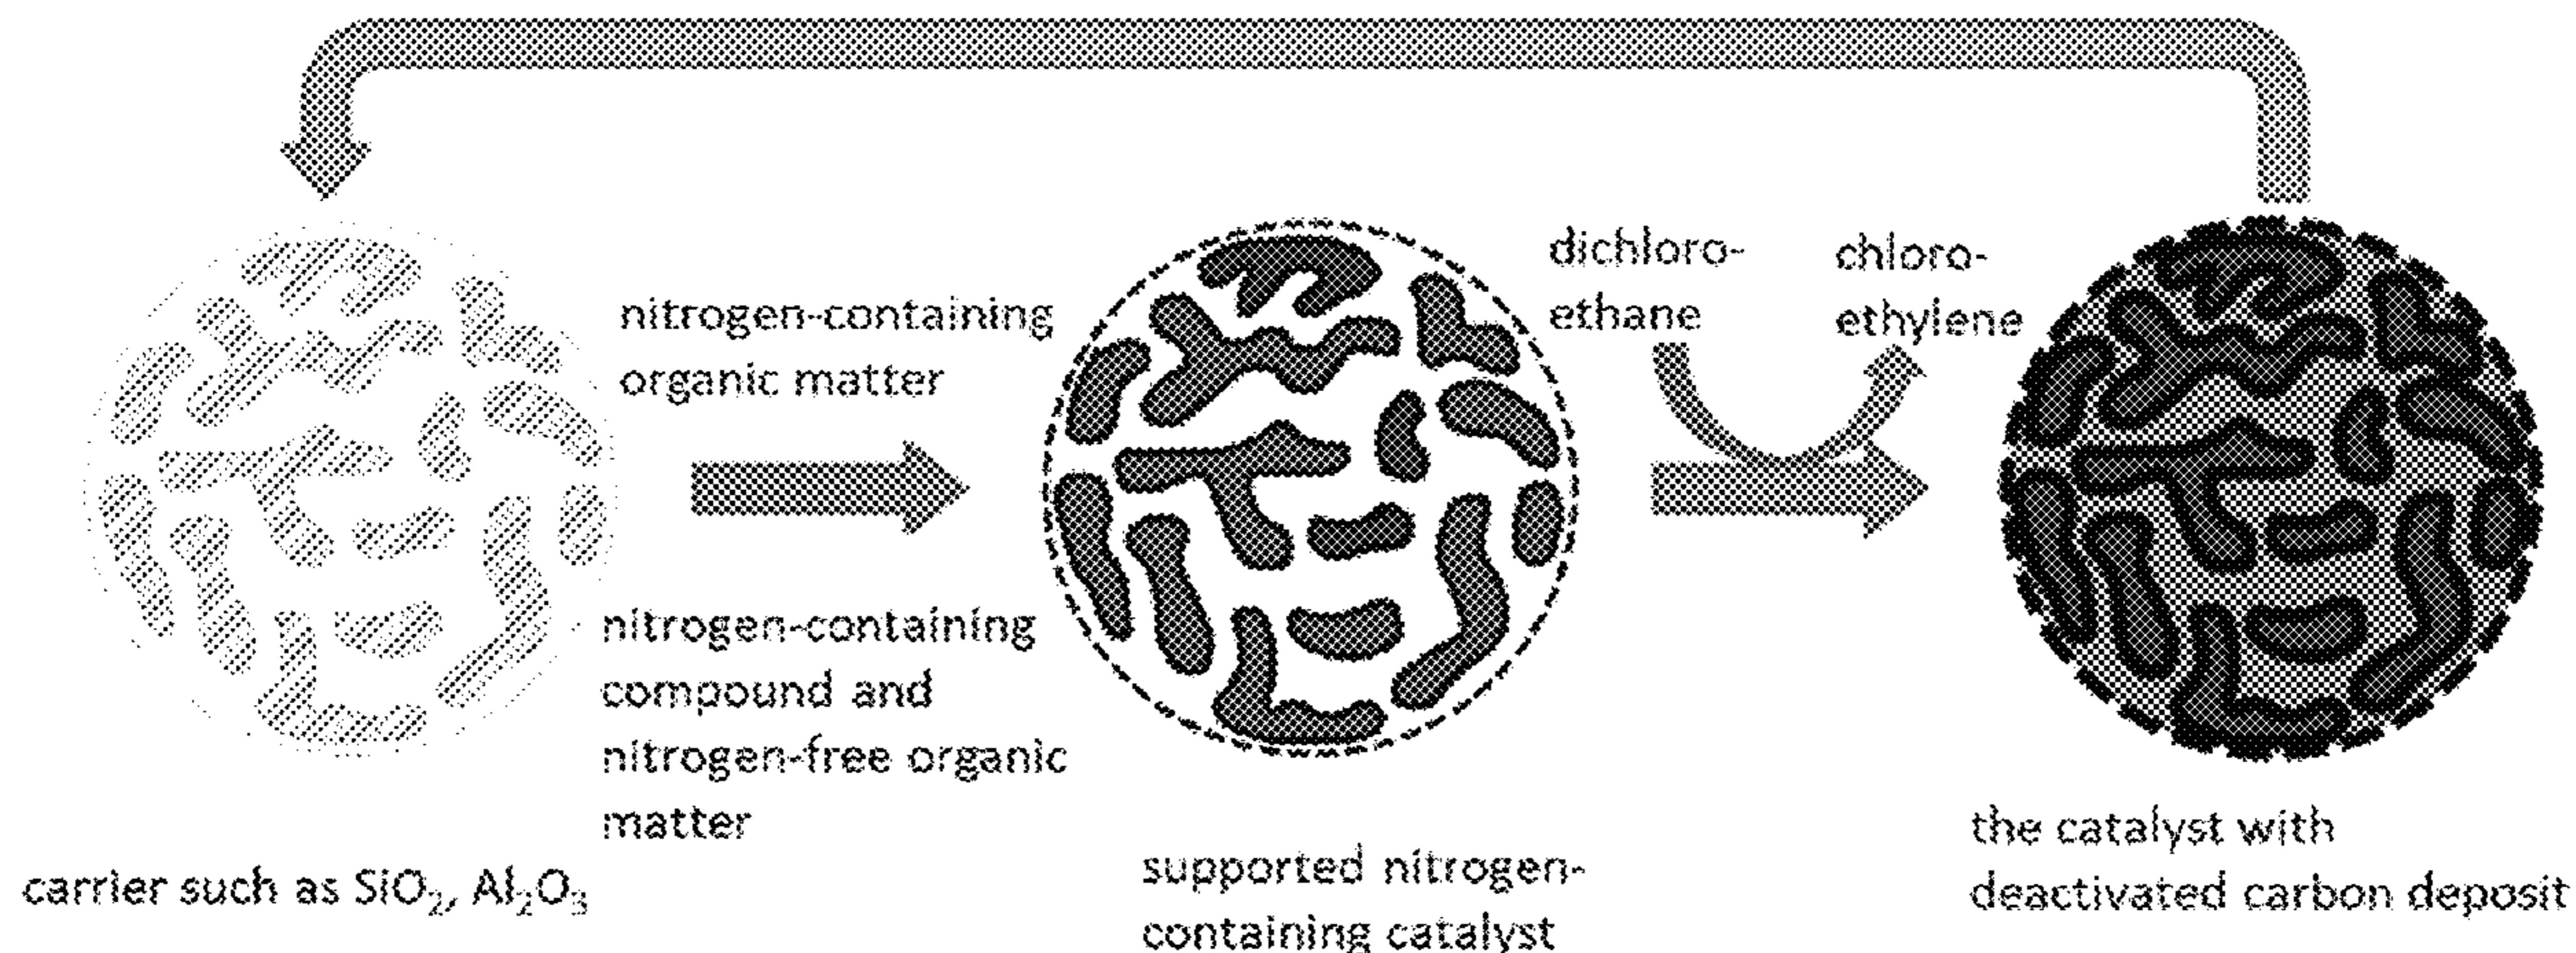 nitrogen-containing
organic matter
nitrogen-containing
compound and
nitrogen-free organic
matter
carrier such as SiO₂, Al₂O₃
dichloro-
ethane
chloro-
ethylene
supported nitrogen-
containing catalyst
the catalyst with
deactivated carbon deposit